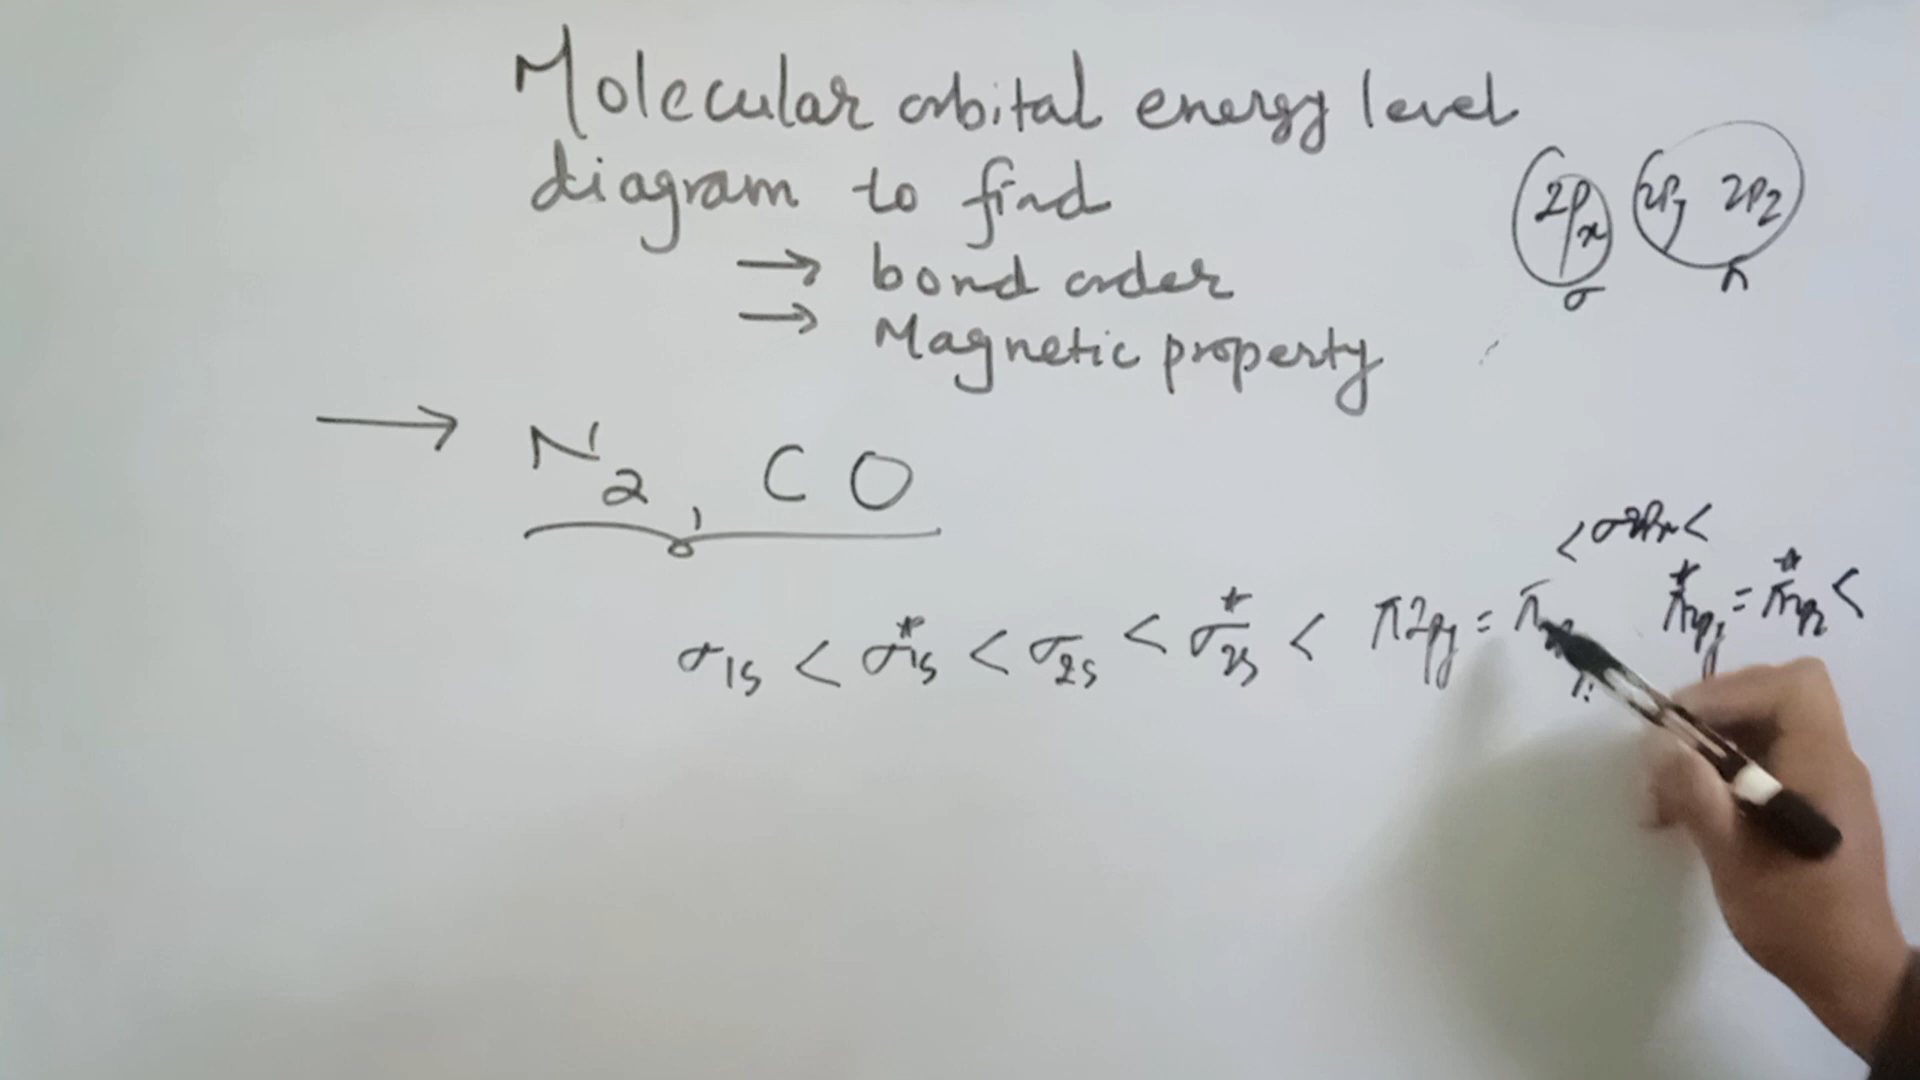 Molecular orbital energy level
diagram to find
→ bond order
→ Magnetic property
2px 2py 2pz
σ π
→ N2, CO
< σ2px <
σ1s < σ*1s < σ2s < σ*2s < π2py = π π*2py = π*2pz <